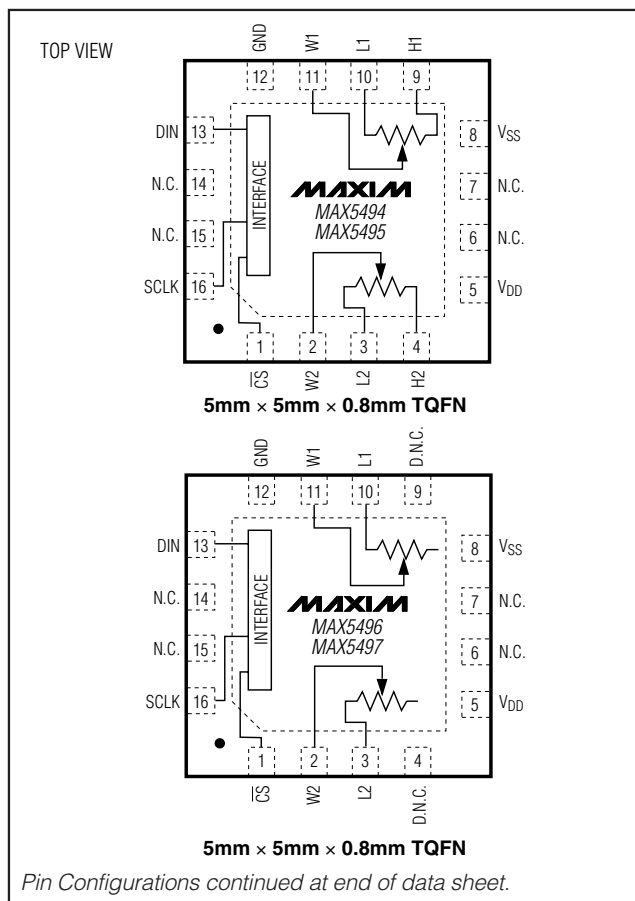 TOP VIEW
GND
W1
L1
H1
12
11
10
9
DIN 13
8 VSS
N.C. 14
7 N.C.
INTERFACE
MAXIM
MAX5494
MAX5495
N.C. 15
6 N.C.
SCLK 16
5 VDD
1
2
3
4
CS
W2
L2
H2
5mm × 5mm × 0.8mm TQFN
GND
W1
L1
D.N.C.
12
11
10
9
DIN 13
8 VSS
N.C. 14
7 N.C.
INTERFACE
MAXIM
MAX5496
MAX5497
N.C. 15
6 N.C.
SCLK 16
5 VDD
1
2
3
4
CS
W2
L2
D.N.C.
5mm × 5mm × 0.8mm TQFN
Pin Configurations continued at end of data sheet.